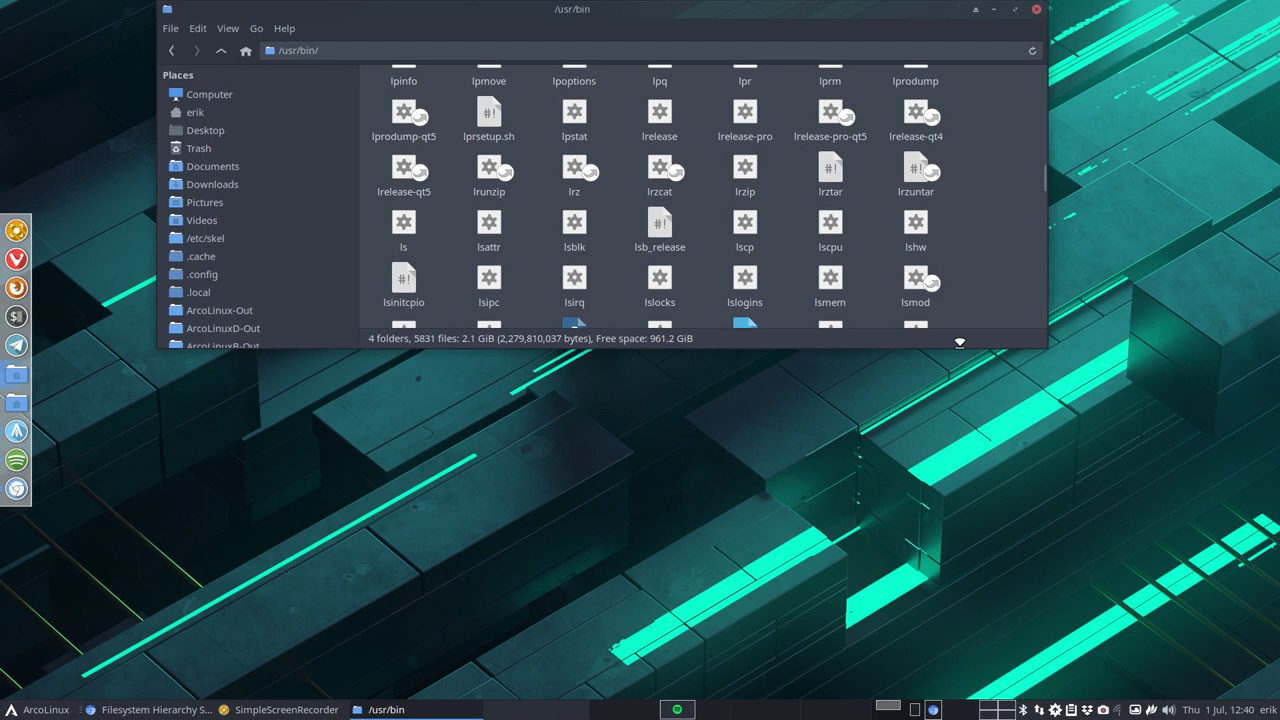 /usr/bin
File Edit View Go Help
/usr/bin/
Places
Computer
erik
Desktop
Trash
Documents
Downloads
Pictures
Videos
/etc/skel
.cache
.config
.local
ArcoLinux-Out
ArcoLinuxD-Out
ArcoLinuxB-Out
lpinfo lpmove lpoptions lpq lpr lprm lprodump
lprodump-qt5 lprsetup.sh lpstat lrelease lrelease-pro lrelease-pro-qt5 lrelease-qt4
lrelease-qt5 lrunzip lrz lrzcat lrzip lrztar lrzuntar
ls lsattr lsblk lsb_release lscp lscpu lshw
lsinitcpio lsipc lsirq lslocks lslogins lsmem lsmod
4 folders, 5831 files: 2.1 GiB (2,279,810,037 bytes), Free space: 961.2 GiB
ArcoLinux Filesystem Hierarchy S... SimpleScreenRecorder /usr/bin Thu 1 Jul, 12:40 erik